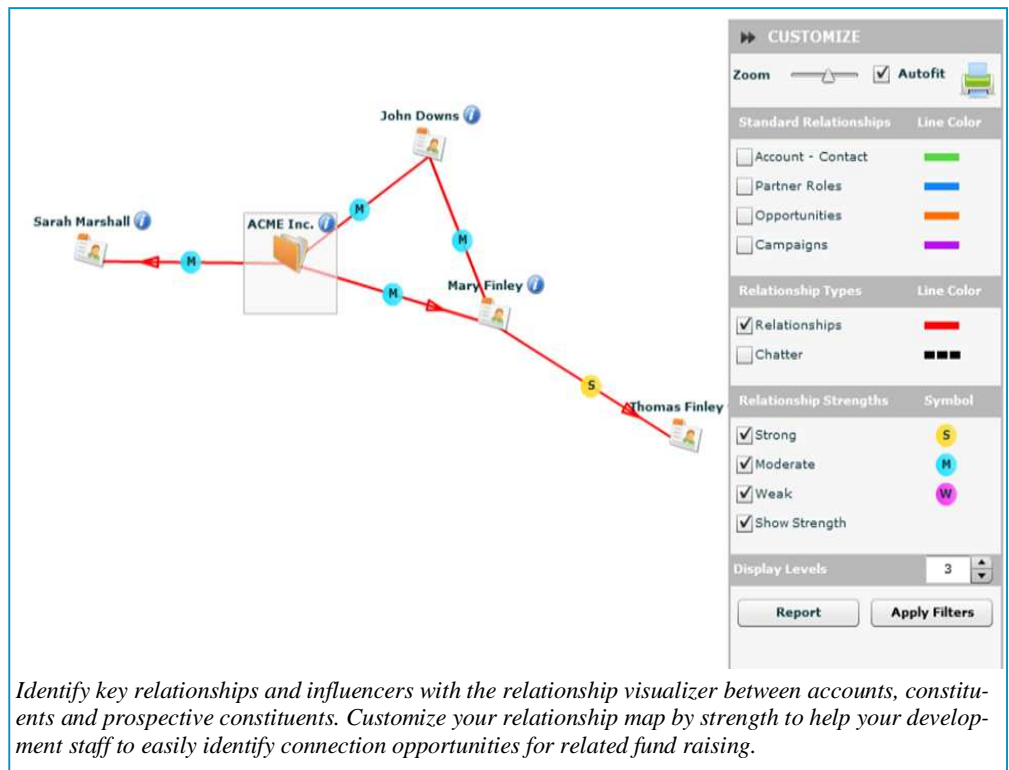 CUSTOMIZE
Zoom Autofit
Standard Relationships Line Color
Account - Contact
Partner Roles
Opportunities
Campaigns
Relationship Types Line Color
Relationships
Chatter
Relationship Strengths Symbol
Strong S
Moderate M
Weak W
Show Strength
Display Levels 3
Report Apply Filters
John Downs i
M
Sarah Marshall i
ACME Inc. i
M
M
Mary Finley i
M
S
Thomas Finley
Identify key relationships and influencers with the relationship visualizer between accounts, constitu-
ents and prospective constituents. Customize your relationship map by strength to help your develop-
ment staff to easily identify connection opportunities for related fund raising.